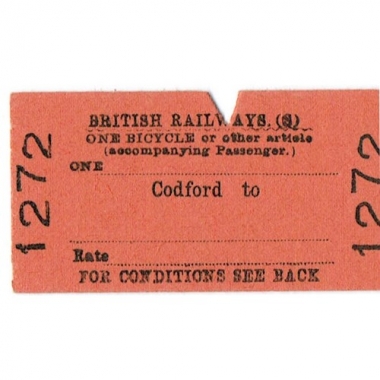 BRITISH RAILWAYS. (S)
ONE BICYCLE or other article
(accompanying Passenger.)
ONE
Codford to
Rate
FOR CONDITIONS SEE BACK
1272
1272